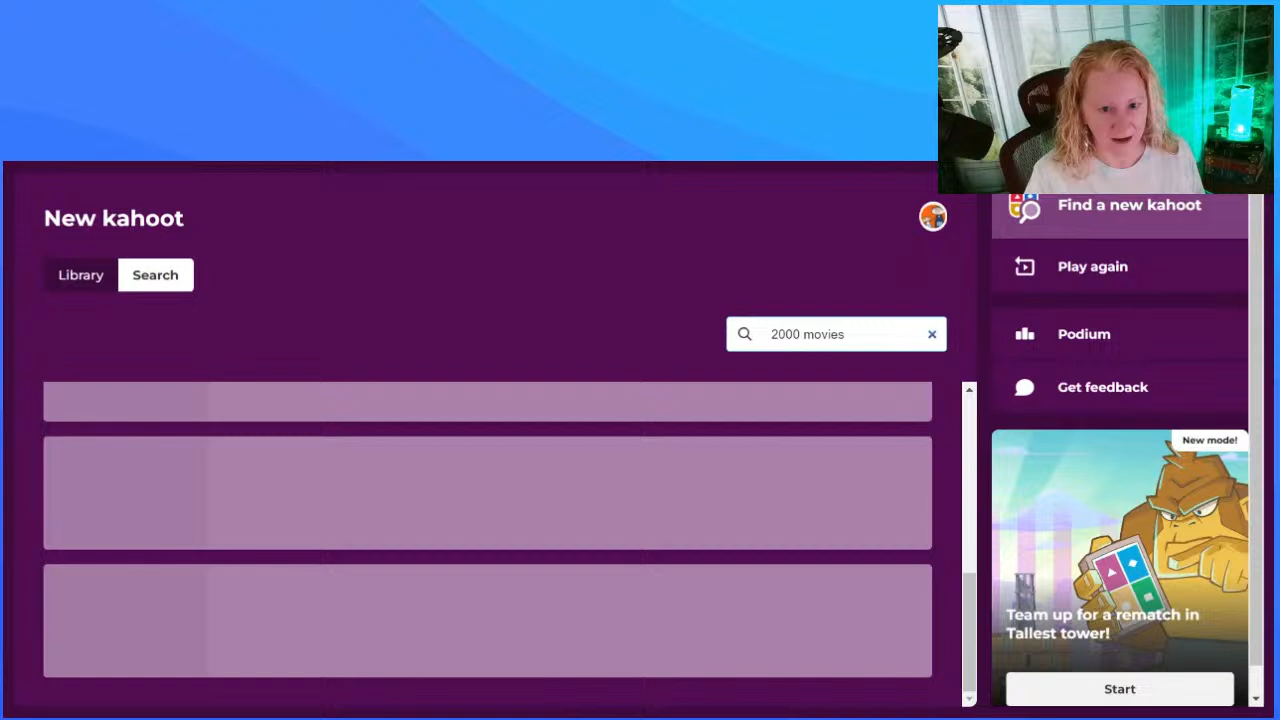 New kahoot
Library
Search
2000 movies
Find a new kahoot
Play again
Podium
Get feedback
New mode!
Team up for a rematch in
Tallest tower!
Start